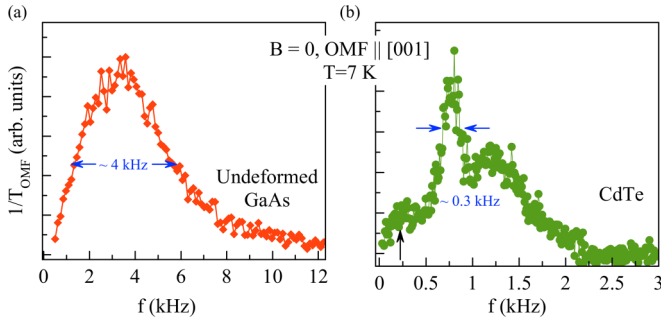 (a)
(b)
B = 0, OMF || [001]
T=7 K
1/T_OMF (arb. units)
~ 4 kHz
Undeformed
GaAs
~ 0.3 kHz
CdTe
0 2 4 6 8 10 12
0 0.5 1 1.5 2 2.5 3
f (kHz)
f (kHz)